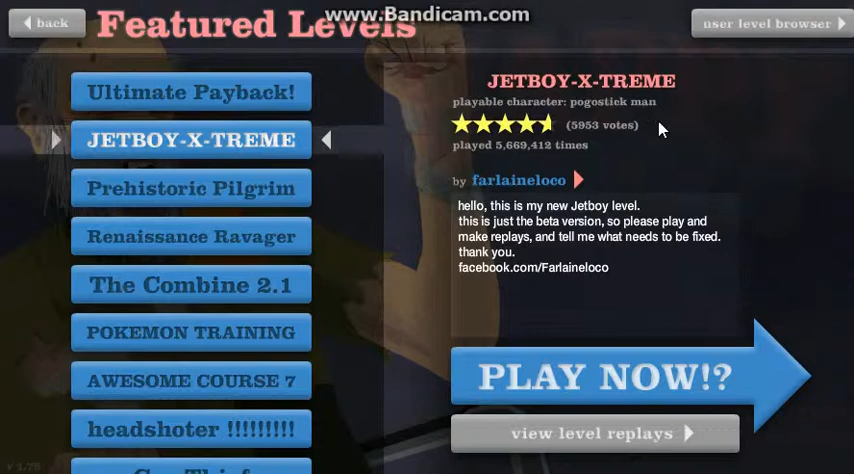 www.Bandicam.com
back
Featured Levels
user level browser
Ultimate Payback!
JETBOY-X-TREME
Prehistoric Pilgrim
Renaissance Ravager
The Combine 2.1
POKEMON TRAINING
AWESOME COURSE 7
headshoter !!!!!!!!!
JETBOY-X-TREME
playable character: pogostick man
(5953 votes)
played 5,669,412 times
by farlaineloco
hello, this is my new Jetboy level.
this is just the beta version, so please play and
make replays, and tell me what needs to be fixed.
thank you.
facebook.com/Farlaineloco
PLAY NOW!?
view level replays
v 1.78